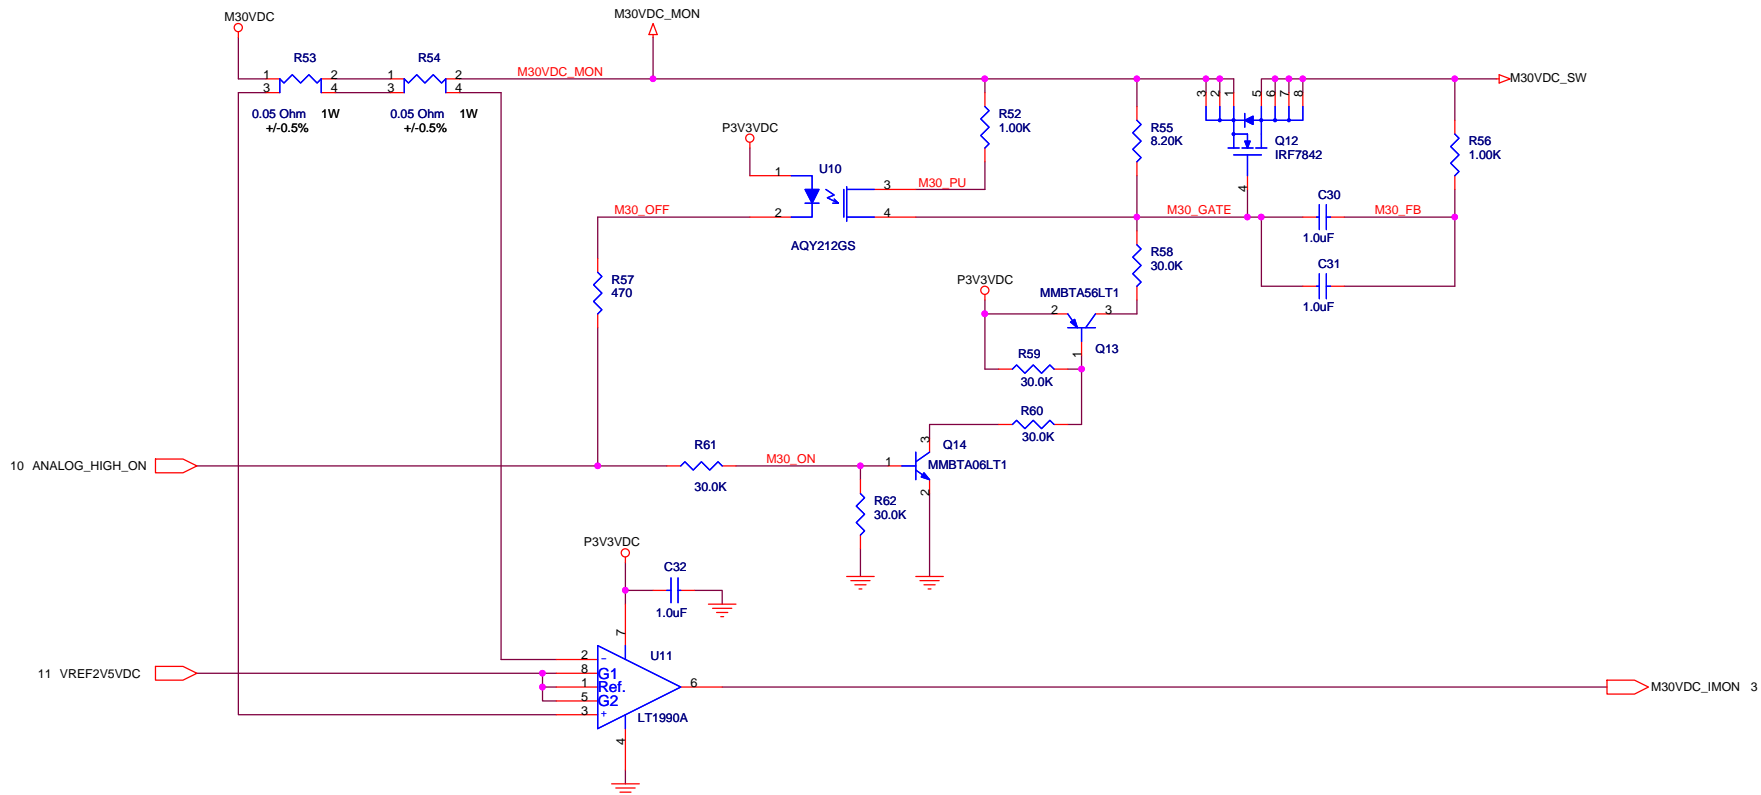 M30VDC
M30VDC_MON
R53
R54
1
2
1
2
M30VDC_MON
M30VDC_SW
3
4
3
4
3
2
1
5
6
7
8
0.05 Ohm
1W
0.05 Ohm
1W
+/-0.5%
+/-0.5%
P3V3VDC
R52
1.00K
R55
8.20K
Q12
IRF7842
R56
1.00K
1
U10
3
M30_PU
4
M30_OFF
2
4
M30_GATE
C30
M30_FB
1.0uF
AQY212GS
R58
30.0K
C31
R57
470
P3V3VDC
MMBTA56LT1
1.0uF
2
3
1
Q13
R59
30.0K
R60
30.0K
3
Q14
R61
M30_ON
1
MMBTA06LT1
10 ANALOG_HIGH_ON
30.0K
2
R62
30.0K
P3V3VDC
C32
1.0uF
7
2
−
U11
11 VREF2V5VDC
8
G1
1
Ref.
6
M30VDC_IMON 3
5
G2
3
+
LT1990A
4